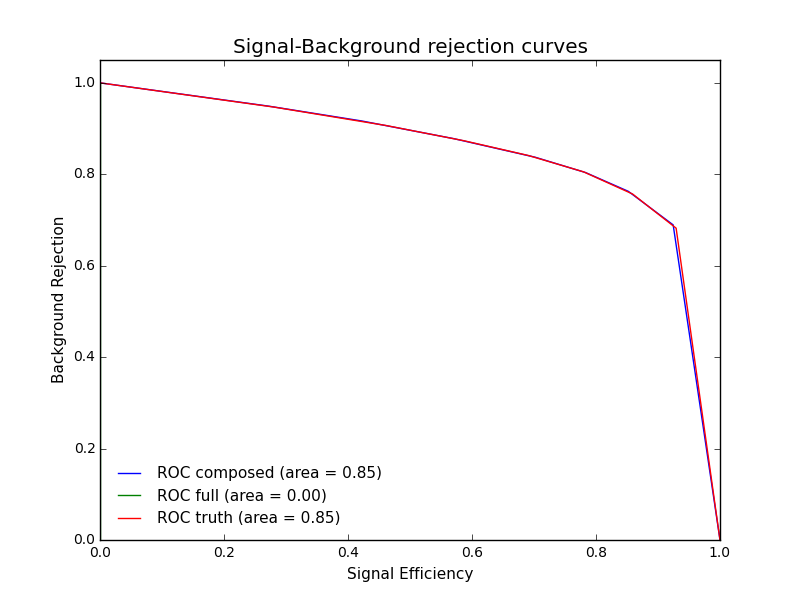 Signal-Background rejection curves
1.0
0.8
0.6
0.4
0.2
0.0
Background Rejection
ROC composed (area = 0.85)
ROC full (area = 0.00)
ROC truth (area = 0.85)
0.0 0.2 0.4 0.6 0.8 1.0
Signal Efficiency